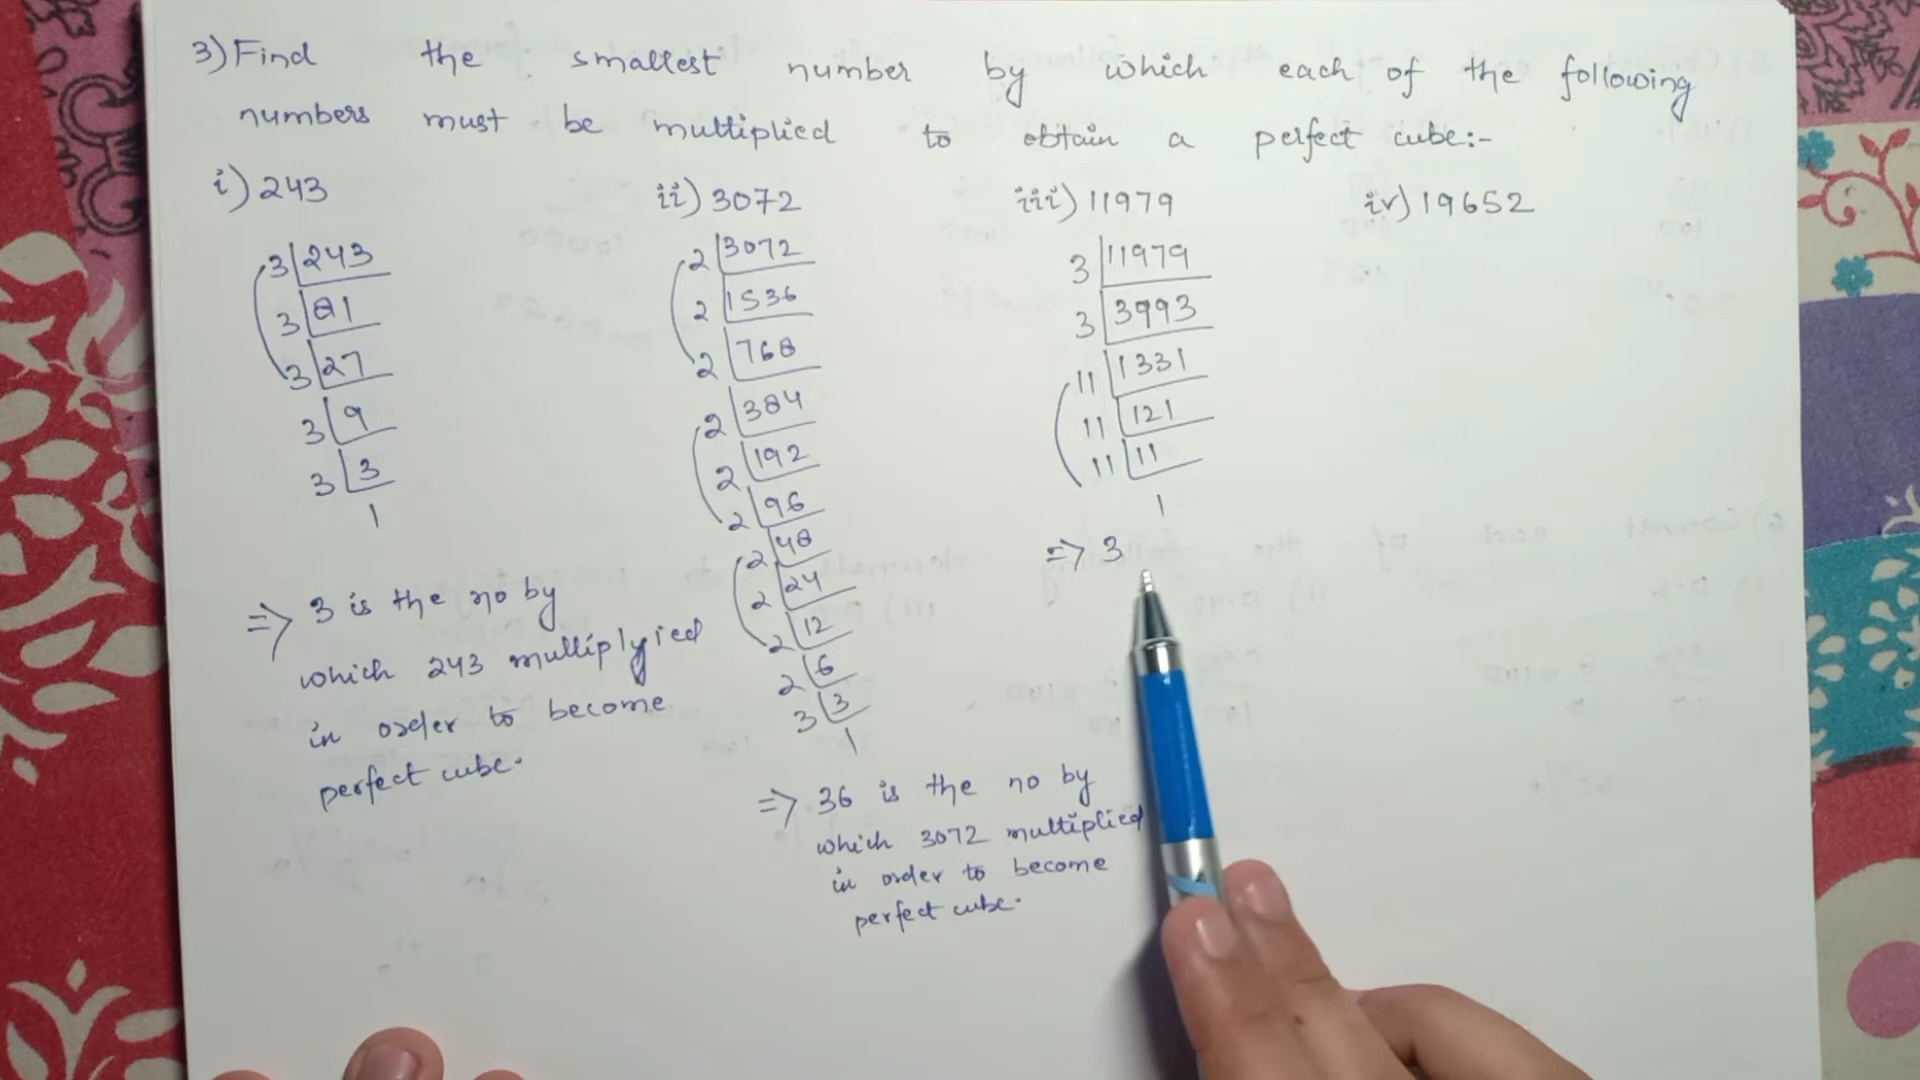 3) Find the smallest number by which each of the following
numbers must be multiplied to obtain a perfect cube:-
i) 243
3 243
3 81
3 27
3 9
3 3
1
=> 3 is the no by
which 243 multiplyied
in order to become
perfect cube.
ii) 3072
2 3072
2 1536
2 768
2 384
2 192
2 96
2 48
2 24
2 12
2 6
3 3
1
=> 36 is the no by
which 3072 multiplied
in order to become
perfect cube.
iii) 11979
3 11979
3 3993
11 1331
11 121
11 11
1
=> 3
iv) 19652